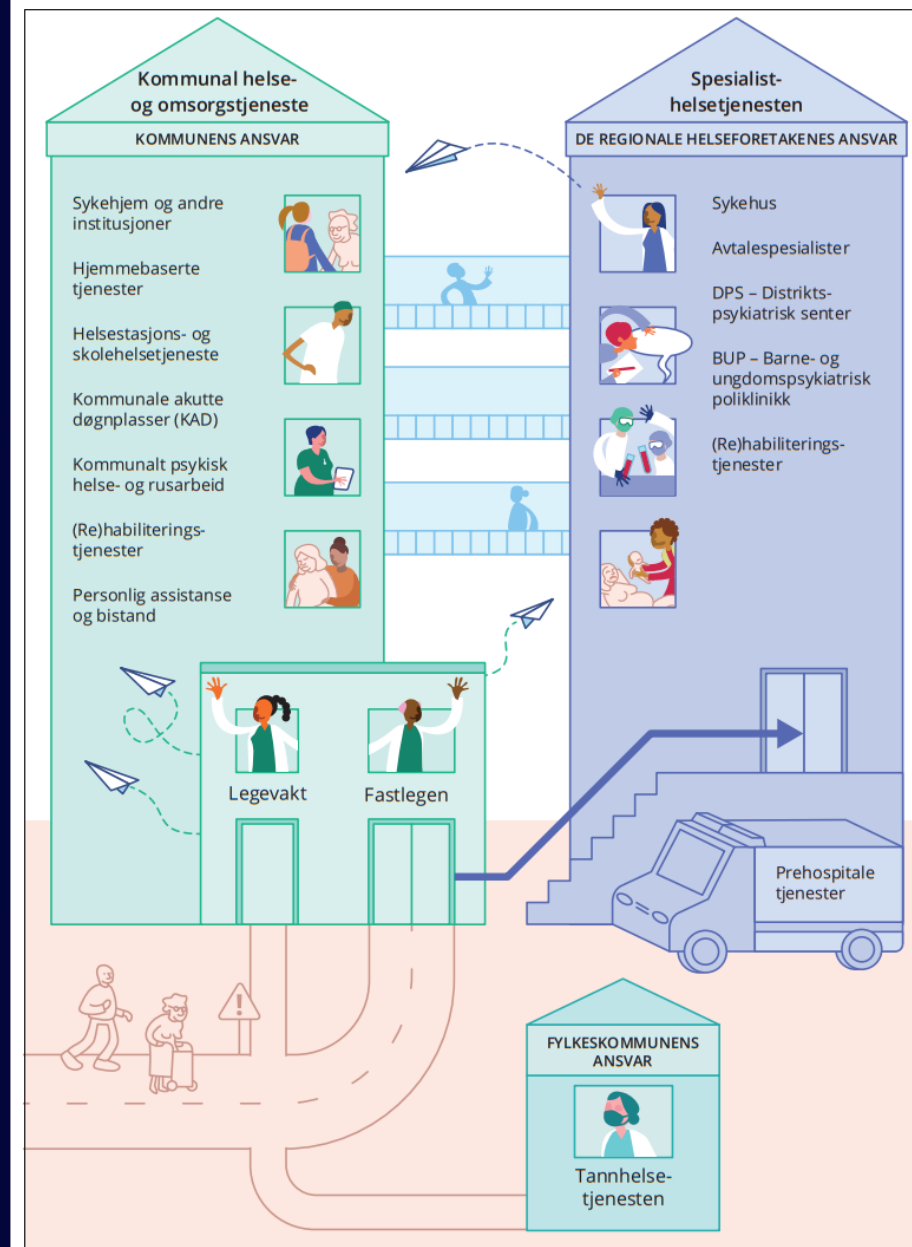 Kommunal helse-
og omsorgstjeneste
KOMMUNENS ANSVAR
Sykehjem og andre
institusjoner
Hjemmebaserte
tjenester
Helsestasjons- og
skolehelsetjeneste
Kommunale akutte
døgnplasser (KAD)
Kommunalt psykisk
helse- og rusarbeid
(Re)habiliterings-
tjenester
Personlig assistanse
og bistand
Legevakt
Fastlegen
Spesialist-
helsetjenesten
DE REGIONALE HELSEFORETAKENES ANSVAR
Sykehus
Avtalespesialister
DPS – Distrikts-
psykiatrisk senter
BUP – Barne- og
ungdomspsykiatrisk
poliklinikk
(Re)habiliterings-
tjenester
Prehospitale
tjenester
!
FYLKESKOMMUNENS
ANSVAR
Tannhelse-
tjenesten